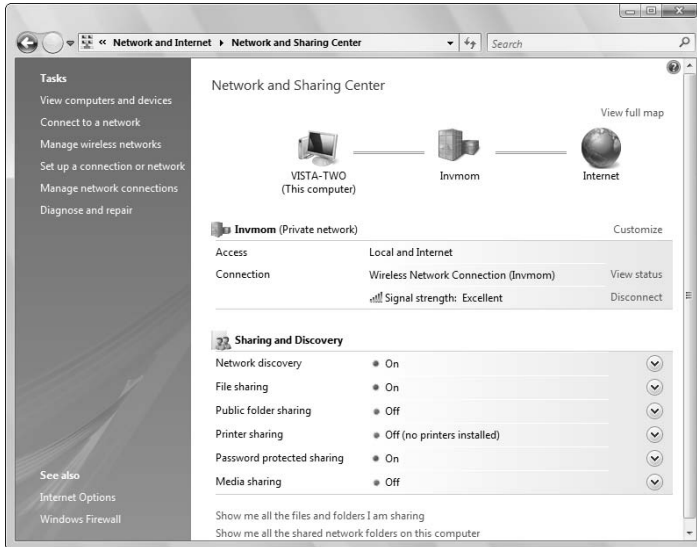 « Network and Internet ▸ Network and Sharing Center
Search
Tasks
View computers and devices
Connect to a network
Manage wireless networks
Set up a connection or network
Manage network connections
Diagnose and repair
See also
Internet Options
Windows Firewall
Network and Sharing Center
View full map
VISTA-TWO
(This computer)
Invmom
Internet
Invmom (Private network) Customize
Access Local and Internet
Connection Wireless Network Connection (Invmom) View status
Signal strength: Excellent Disconnect
Sharing and Discovery
Network discovery On
File sharing On
Public folder sharing Off
Printer sharing Off (no printers installed)
Password protected sharing On
Media sharing Off
Show me all the files and folders I am sharing
Show me all the shared network folders on this computer